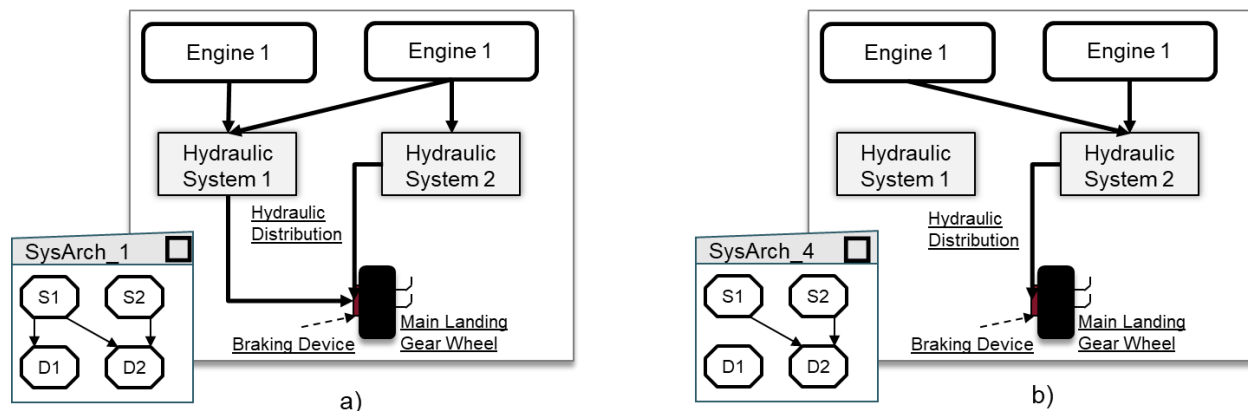 Engine 1
Engine 1
Hydraulic
System 1
Hydraulic
System 2
Hydraulic
Distribution
SysArch_1
S1
S2
D1
D2
Braking Device
Main Landing
Gear Wheel
a)
Engine 1
Engine 1
Hydraulic
System 1
Hydraulic
System 2
Hydraulic
Distribution
SysArch_4
S1
S2
D1
D2
Braking Device
Main Landing
Gear Wheel
b)